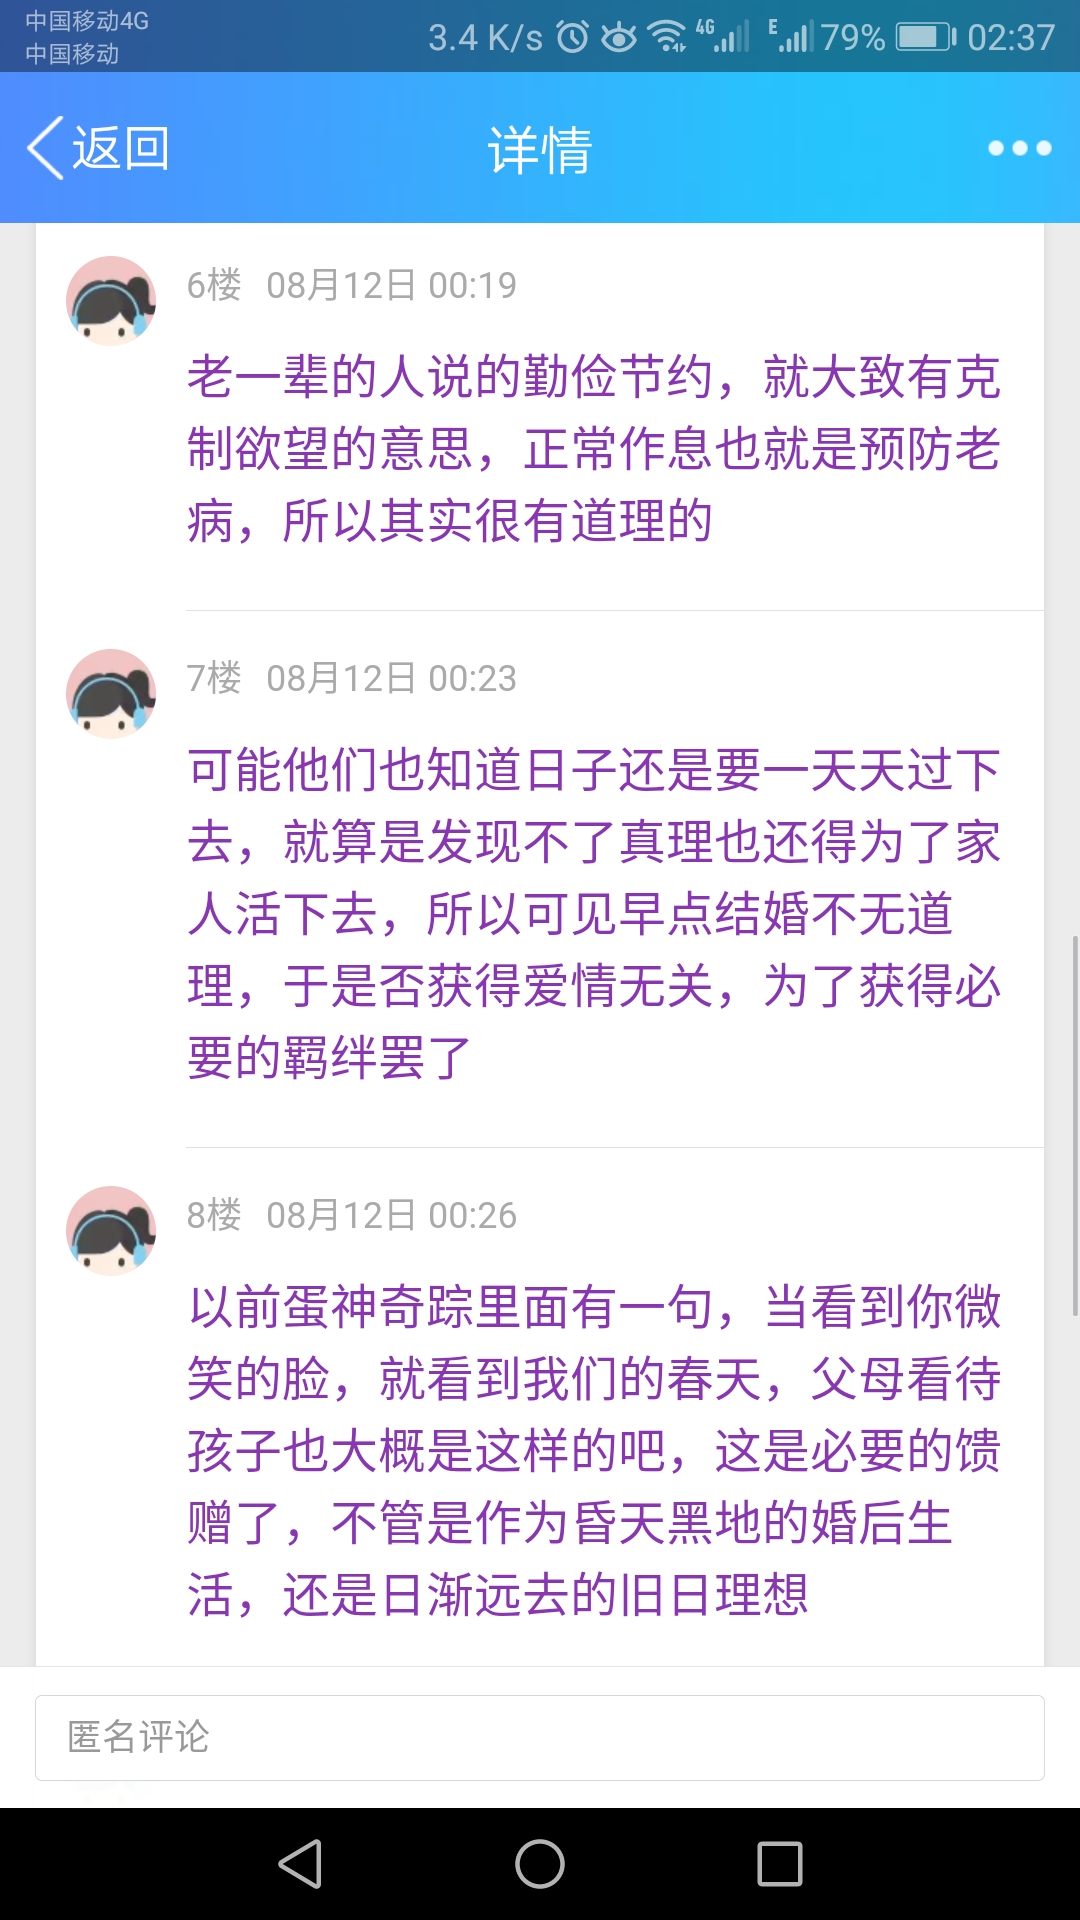 中国移动4G
中国移动
3.4 K/s 4G E 79% 02:37
返回
详情
6楼 08月12日 00:19
老一辈的人说的勤俭节约，就大致有克
制欲望的意思，正常作息也就是预防老
病，所以其实很有道理的
7楼 08月12日 00:23
可能他们也知道日子还是要一天天过下
去，就算是发现不了真理也还得为了家
人活下去，所以可见早点结婚不无道
理，于是否获得爱情无关，为了获得必
要的羁绊罢了
8楼 08月12日 00:26
以前蛋神奇踪里面有一句，当看到你微
笑的脸，就看到我们的春天，父母看待
孩子也大概是这样的吧，这是必要的馈
赠了，不管是作为昏天黑地的婚后生
活，还是日渐远去的旧日理想
匿名评论